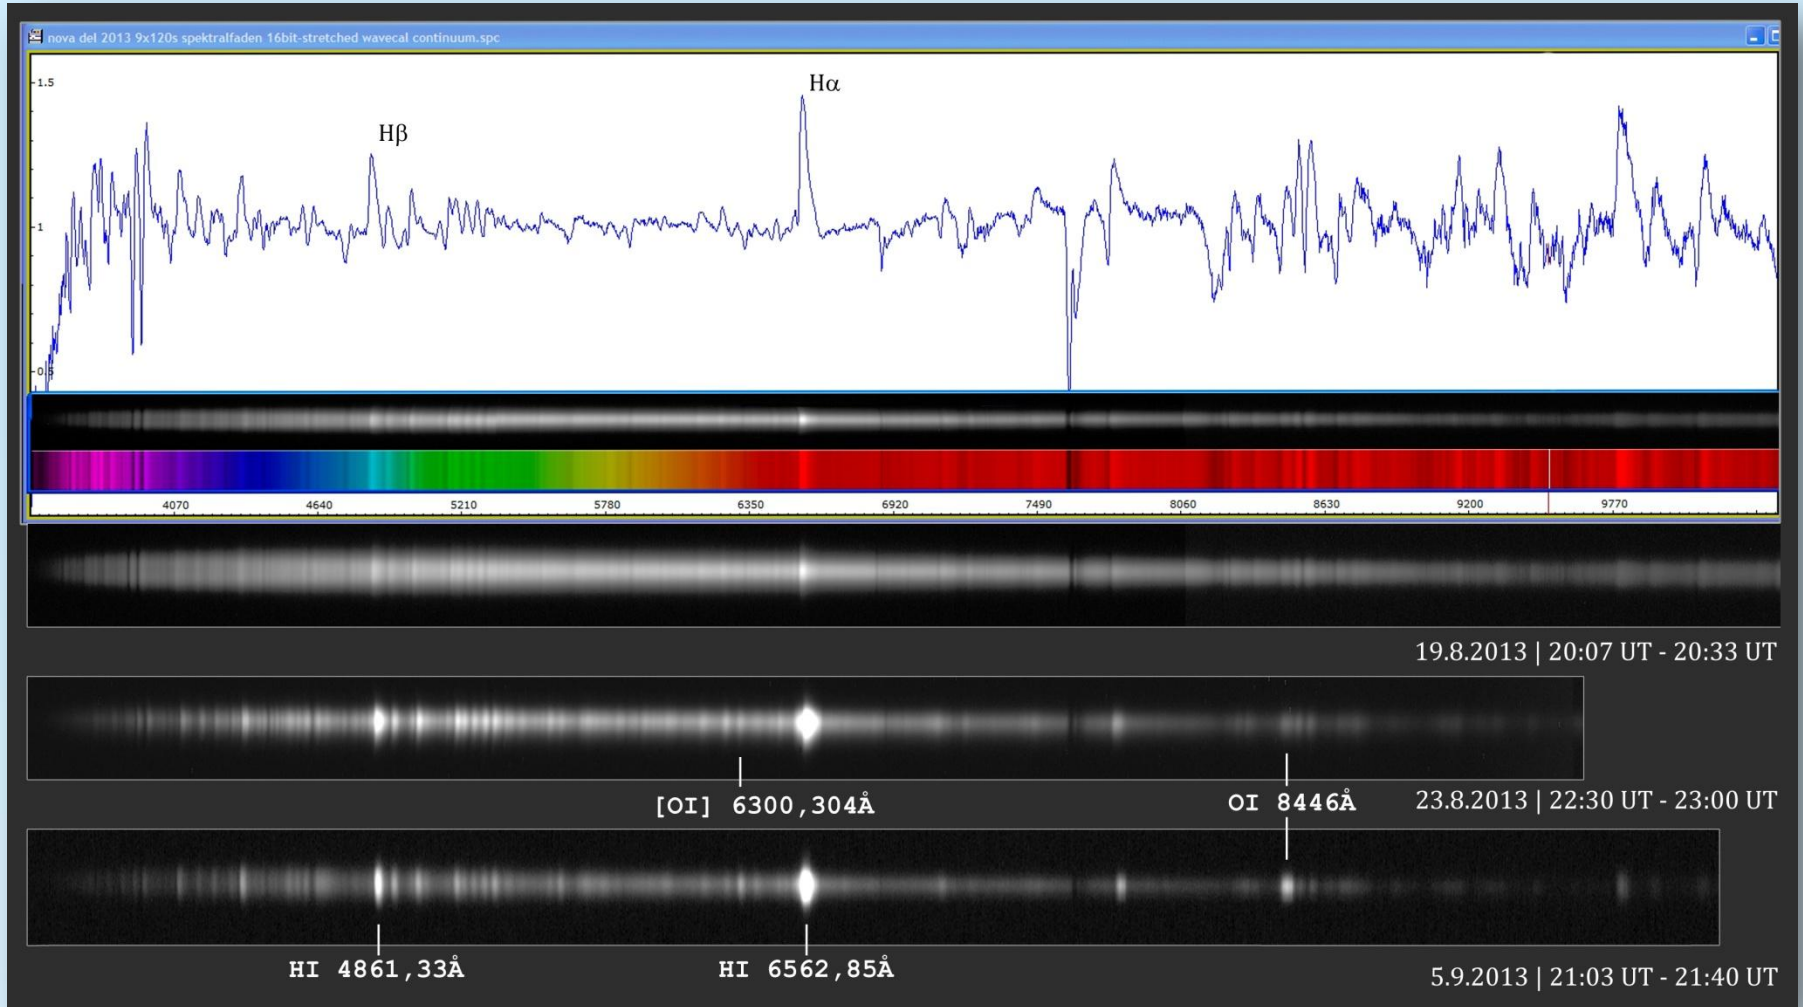 nova del 2013 9x120s spektralfaden 16bit-stretched wavecal continuum.spc
1.5
Hα
Hβ
1
0.5
4070 4640 5210 5780 6350 6920 7490 8060 8630 9200 9770
19.8.2013 | 20:07 UT - 20:33 UT
[OI] 6300,304Å
OI 8446Å
23.8.2013 | 22:30 UT - 23:00 UT
HI 4861,33Å
HI 6562,85Å
5.9.2013 | 21:03 UT - 21:40 UT